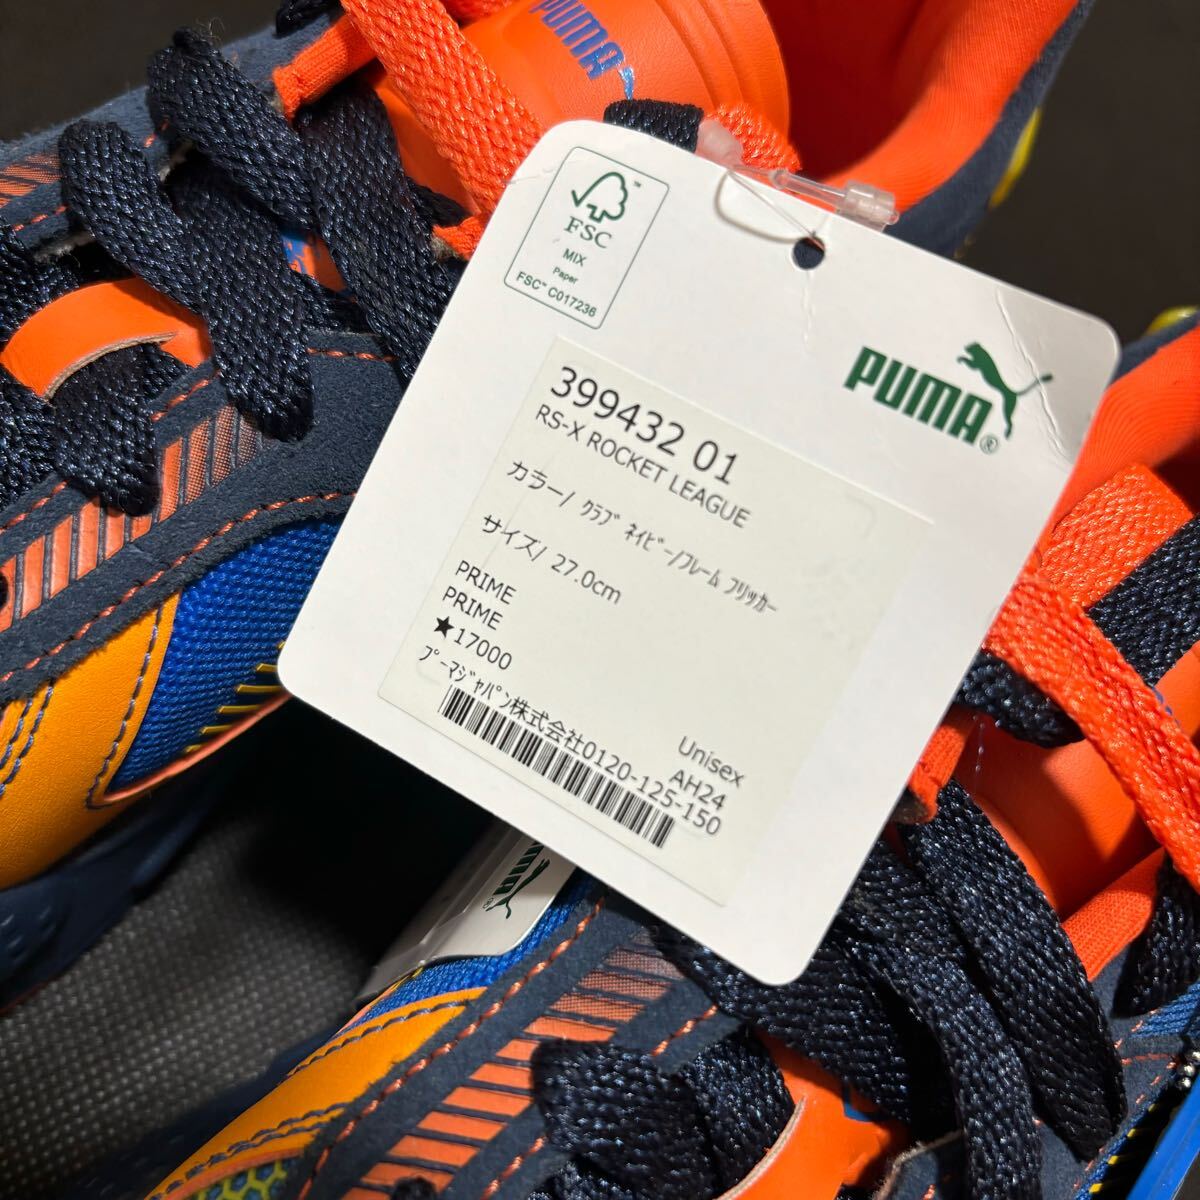 PUMA
FSC™
MIX
Paper
FSC™ C017236
PUMA®
399432 01
RS-X ROCKET LEAGUE
カラー/ ｸﾗﾌﾞ ﾈｲﾋﾞｰ/ﾌﾚｰﾑ ﾌﾘｯｶｰ
サイズ/ 27.0cm
PRIME
PRIME
★17000
Unisex
AH24
ﾌﾟｰﾏｼﾞｬﾊﾟﾝ株式会社0120-125-150